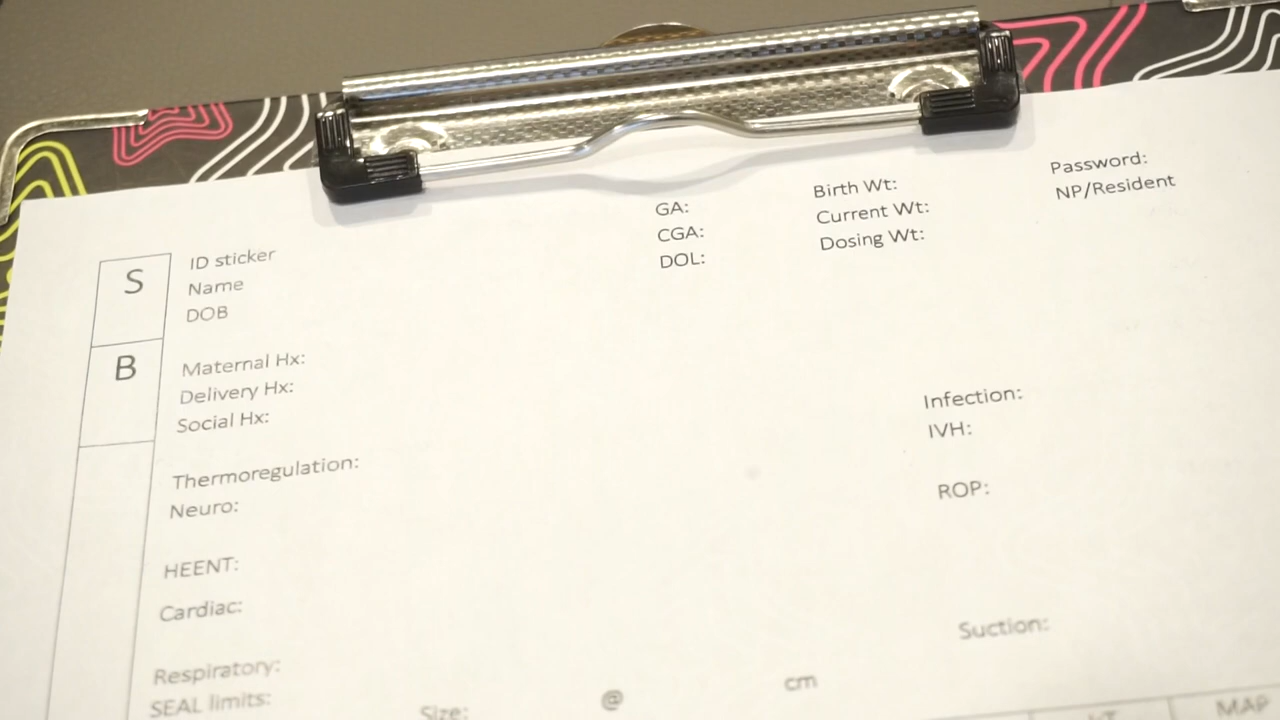 Password:
NP/Resident
Birth Wt:
Current Wt:
Dosing Wt:
GA:
CGA:
DOL:
S
ID sticker
Name
DOB
B
Maternal Hx:
Delivery Hx:
Social Hx:
Infection:
IVH:
Thermoregulation:
Neuro:
ROP:
HEENT:
Cardiac:
Suction:
Respiratory:
SEAL limits:
Size: @ cm
MAP